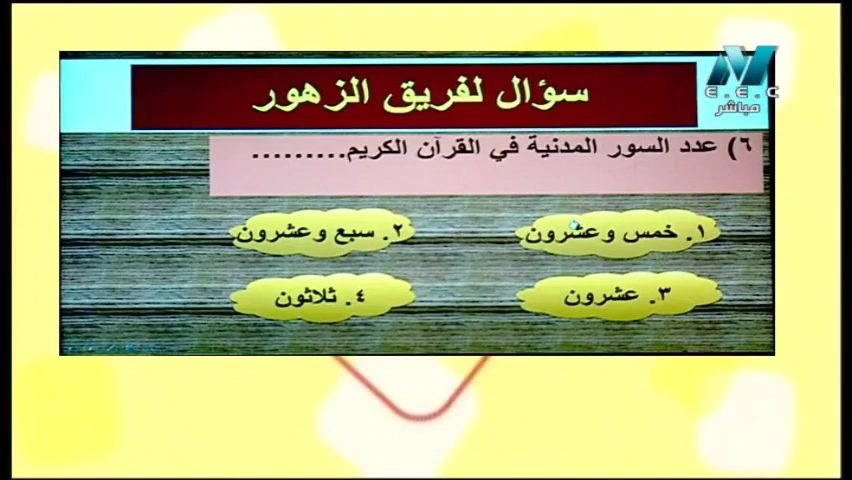 سؤال لفريق الزهور
E.E.C
مباشر
٦) عدد السور المدنية في القرآن الكريم.........
١. خمس وعشرون
٢. سبع وعشرون
٣. عشرون
٤. ثلاثون